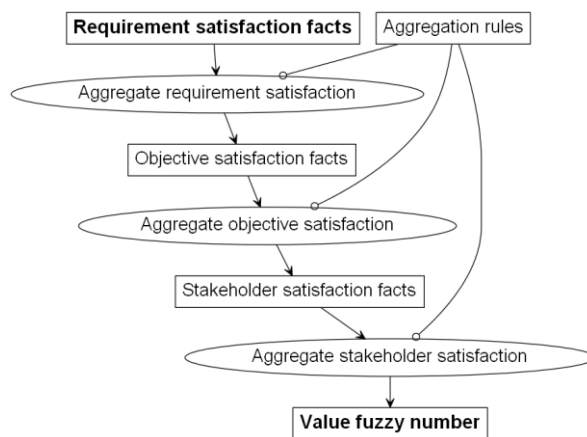 Requirement satisfaction facts
Aggregation rules
Aggregate requirement satisfaction
Objective satisfaction facts
Aggregate objective satisfaction
Stakeholder satisfaction facts
Aggregate stakeholder satisfaction
Value fuzzy number